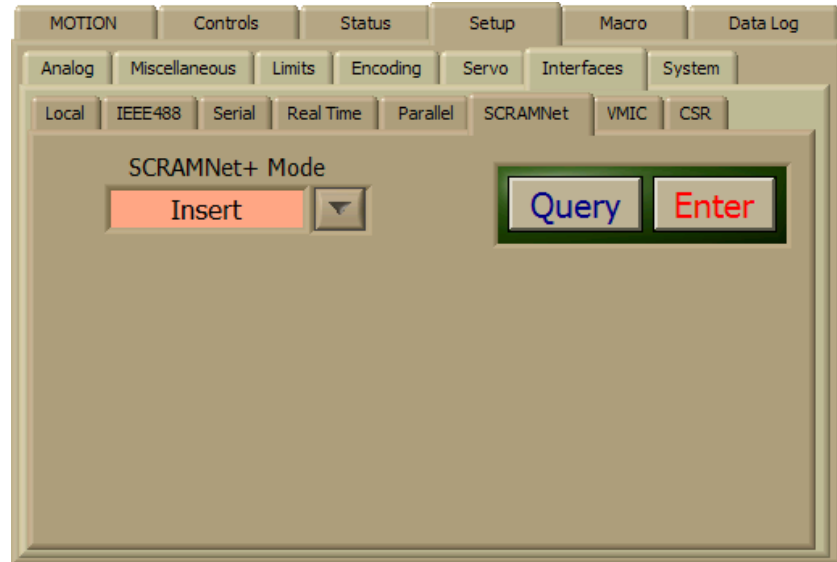 MOTION Controls Status Setup Macro Data Log
Analog Miscellaneous Limits Encoding Servo Interfaces System
Local IEEE488 Serial Real Time Parallel SCRAMNet VMIC CSR
SCRAMNet+ Mode
Insert
Query Enter